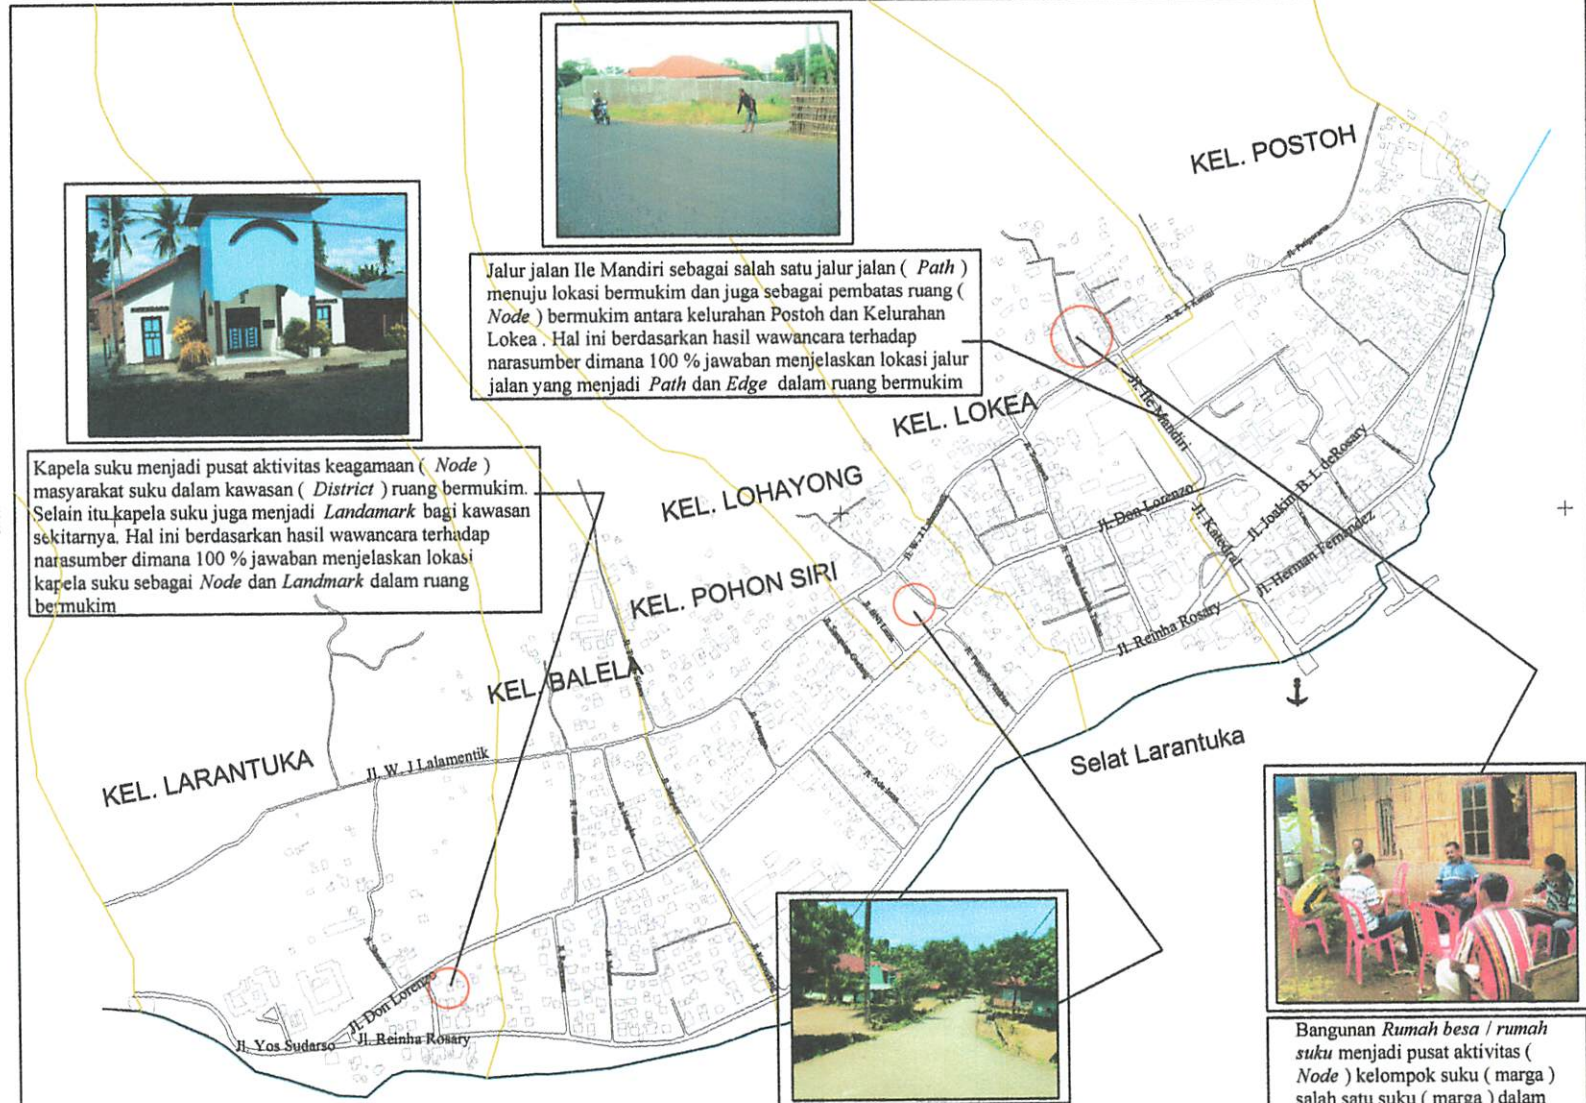 KEL. POSTOH
Jalur jalan Ile Mandiri sebagai salah satu jalur jalan ( Path )
menuju lokasi bermukim dan juga sebagai pembatas ruang (
Node ) bermukim antara kelurahan Postoh dan Kelurahan
Lokea . Hal ini berdasarkan hasil wawancara terhadap
narasumber dimana 100 % jawaban menjelaskan lokasi jalur
jalan yang menjadi Path dan Edge dalam ruang bermukim
Kapela suku menjadi pusat aktivitas keagamaan ( Node )
masyarakat suku dalam kawasan ( District ) ruang bermukim.
Selain itu kapela suku juga menjadi Landamark bagi kawasan
sekitarnya. Hal ini berdasarkan hasil wawancara terhadap
narasumber dimana 100 % jawaban menjelaskan lokasi
kapela suku sebagai Node dan Landmark dalam ruang
bermukim
KEL. LOKEA
KEL. LOHAYONG
KEL. POHON SIRI
KEL. BALELA
KEL. LARANTUKA
Jl. Ile Mandiri
Jl. Don Lorenzo
Jl. Katedral
Jl. Joakim B. l. deRosary
Jl. Herman Fernandez
Jl. Reinha Rosary
Jl. W. J Lalamentik
Selat Larantuka
Jl. Don Lorenzo
Jl. Yos Sudarso
Jl. Reinha Rosary
Bangunan Rumah besa / rumah
suku menjadi pusat aktivitas (
Node ) kelompok suku ( marga )
salah satu suku ( marga ) dalam